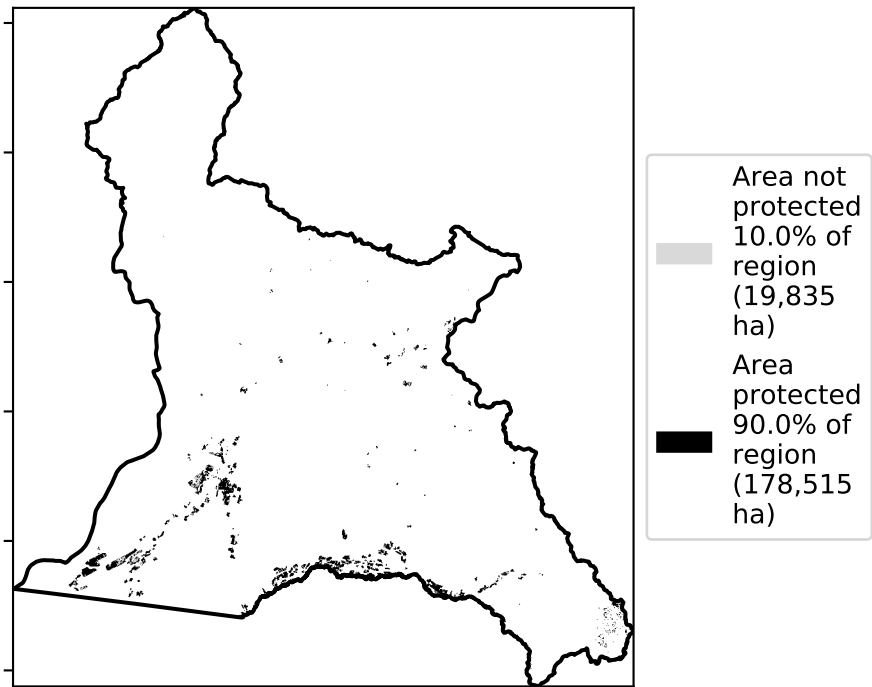 Area not
protected
10.0% of
region
(19,835
ha)
Area
protected
90.0% of
region
(178,515
ha)